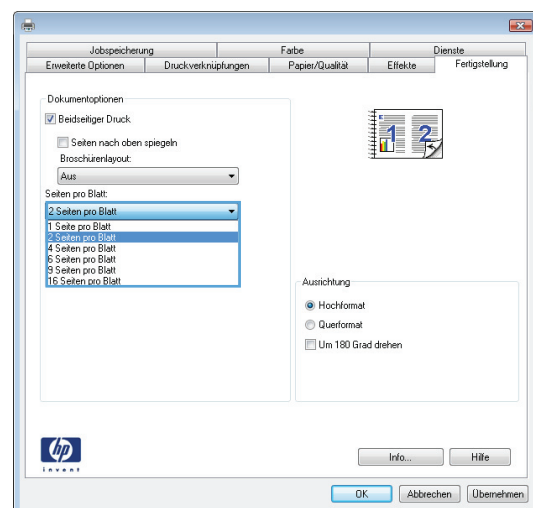 Jobspeicherung Farbe Dienste
Erweiterte Optionen Druckverknüpfungen Papier/Qualität Effekte Fertigstellung
Dokumentoptionen
Beidseitiger Druck
Seiten nach oben spiegeln
Broschürenlayout:
Aus
Seiten pro Blatt:
2 Seiten pro Blatt
1 Seite pro Blatt
2 Seiten pro Blatt
4 Seiten pro Blatt
6 Seiten pro Blatt
9 Seiten pro Blatt
16 Seiten pro Blatt
1 2
Ausrichtung
Hochformat
Querformat
Um 180 Grad drehen
hp
invent
Info... Hilfe
OK Abbrechen Übernehmen